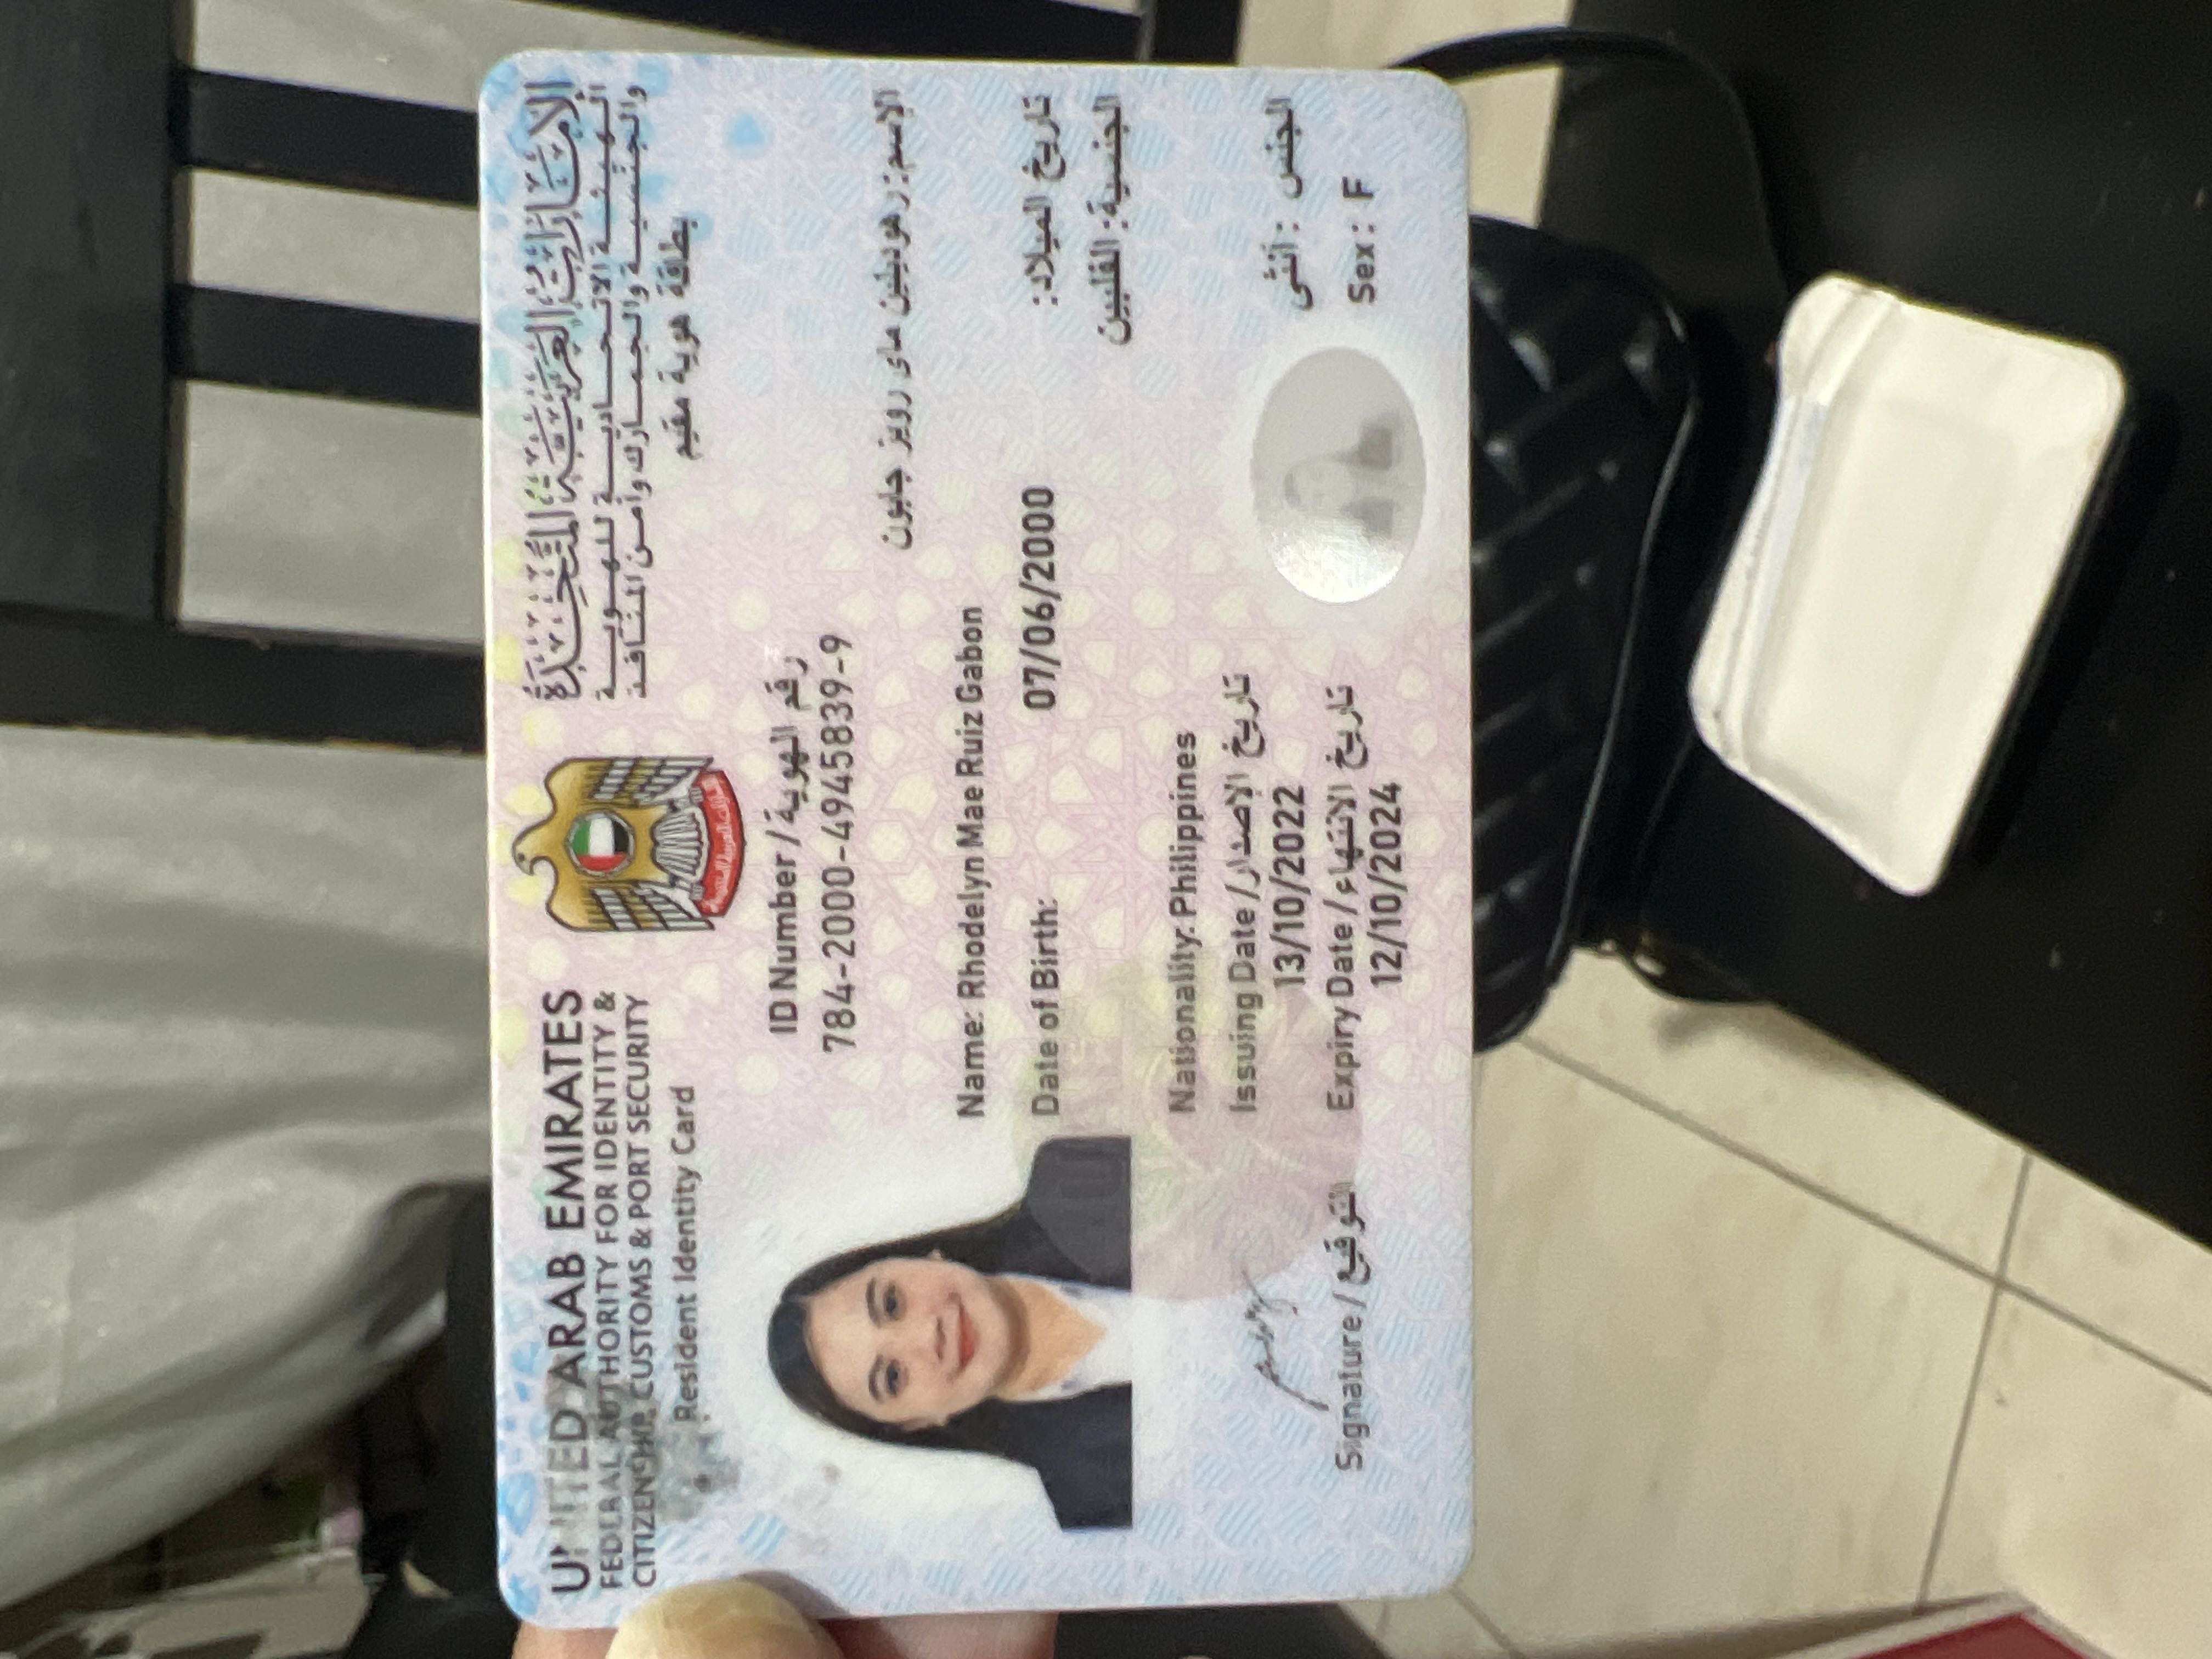 UNITED ARAB EMIRATES
FEDERAL AUTHORITY FOR IDENTITY &
CITIZENSHIP, CUSTOMS & PORT SECURITY
Resident Identity Card
الإمارات العربية المتحدة
الهيئة الاتحادية للهوية
والجنسية والجمارك وأمن المنافذ
بطاقة هوية مقيم
الإمارات العربية المتحدة
ID Number / رقم الهوية
784-2000-4945839-9
الإسم: رهوديلين ماى رويز جابون
Name: Rhodelyn Mae Ruiz Gabon
Date of Birth: 07/06/2000 تاريخ الميلاد:
الجنسية: الفلبين
Nationality: Philippines
Issuing Date / تاريخ الإصدار
13/10/2022
Expiry Date / تاريخ الانتهاء
12/10/2024
الجنس : أنثى
Sex: F
Signature / التوقيع